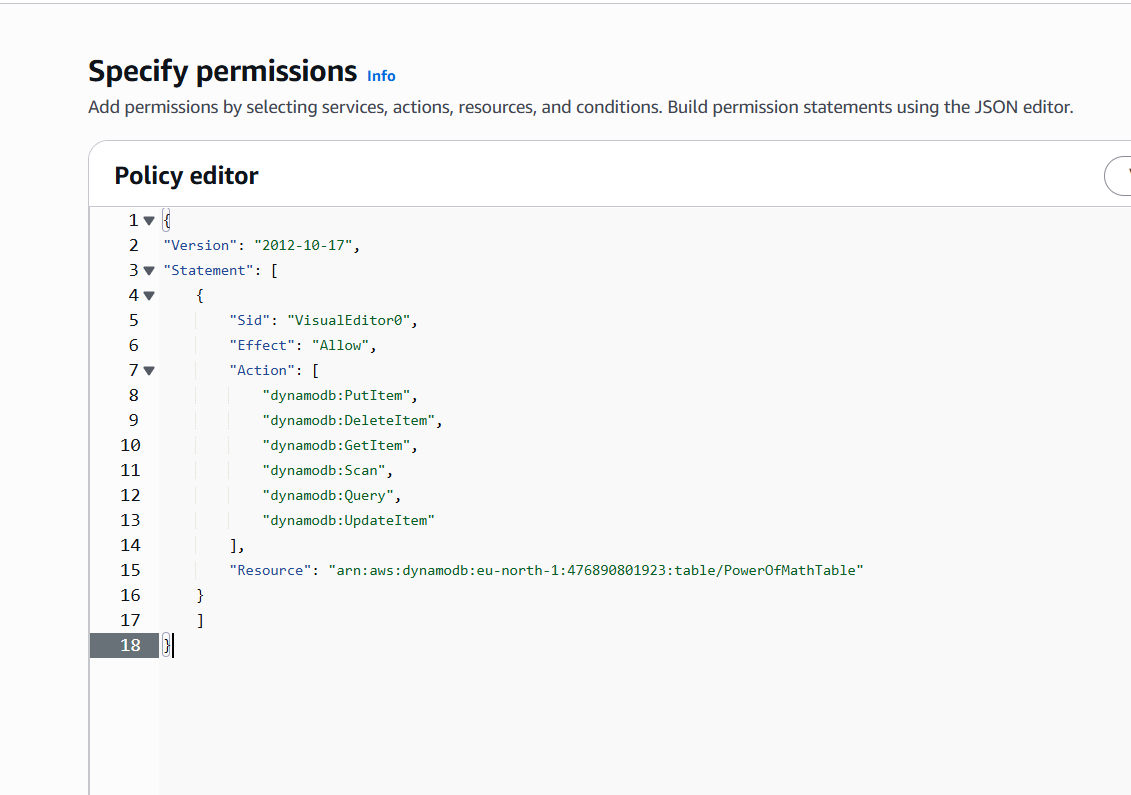 Specify permissions Info
Add permissions by selecting services, actions, resources, and conditions. Build permission statements using the JSON editor.
Policy editor
1 {
2 "Version": "2012-10-17",
3 "Statement": [
4 {
5 "Sid": "VisualEditor0",
6 "Effect": "Allow",
7 "Action": [
8 "dynamodb:PutItem",
9 "dynamodb:DeleteItem",
10 "dynamodb:GetItem",
11 "dynamodb:Scan",
12 "dynamodb:Query",
13 "dynamodb:UpdateItem"
14 ],
15 "Resource": "arn:aws:dynamodb:eu-north-1:476890801923:table/PowerOfMathTable"
16 }
17 ]
18 }